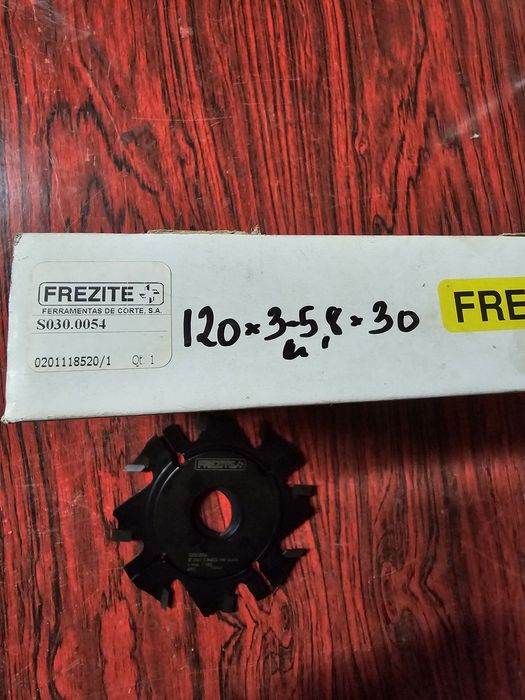 FREZITE
FERRAMENTAS DE CORTE, S.A.
S030.0054
0201118520/1 Qt: 1
120×3-5,8×30
FRE
FREZITE